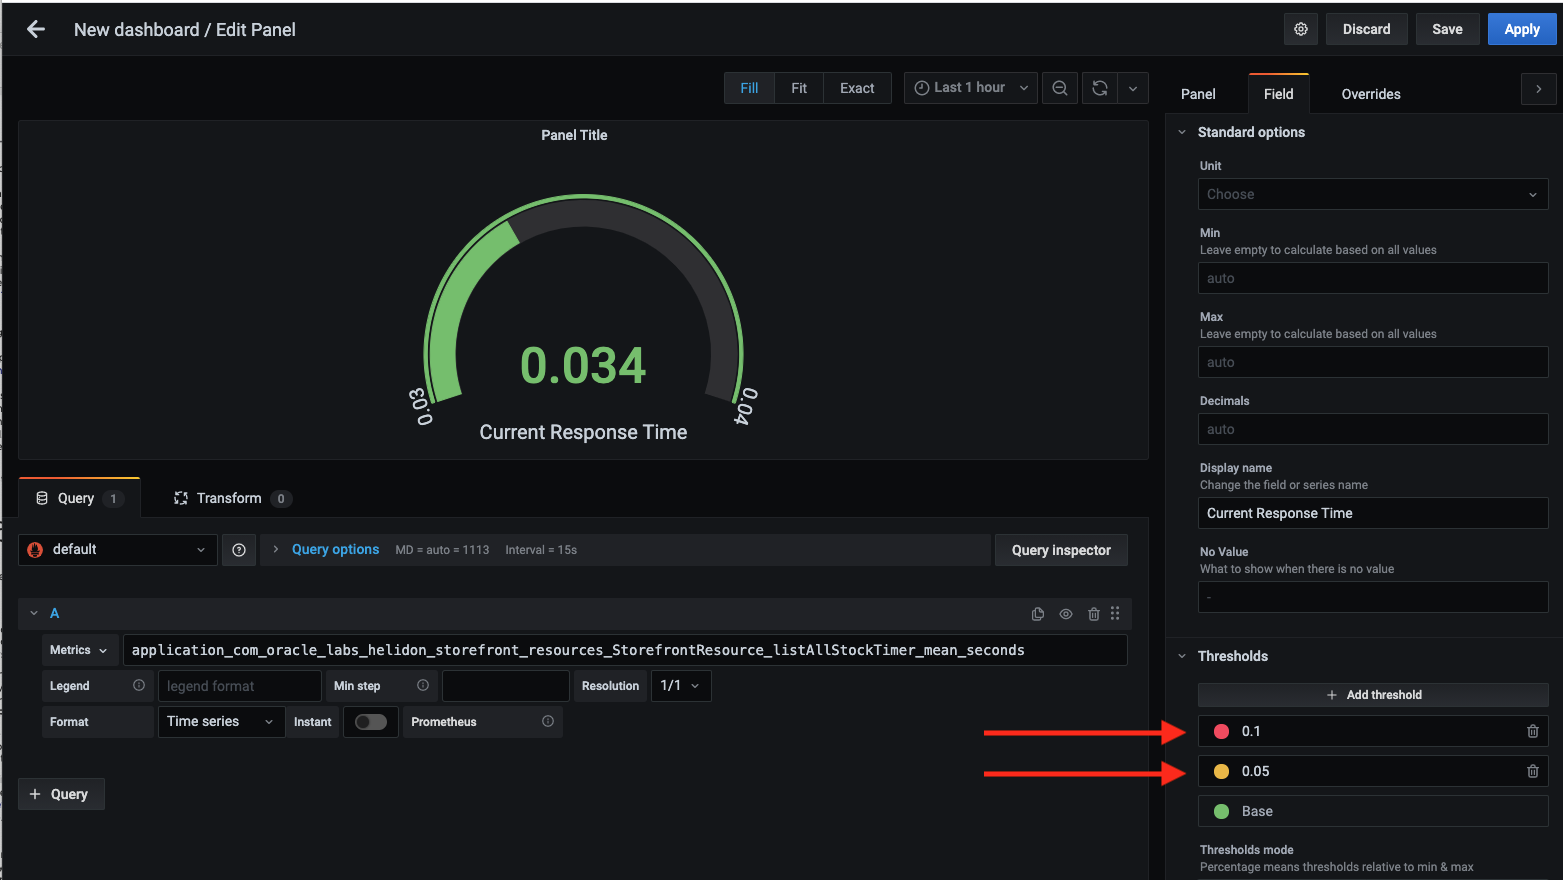 New dashboard / Edit Panel
Discard
Save
Apply
Fill
Fit
Exact
Last 1 hour
Panel
Field
Overrides
Panel Title
0.034
0.03
0.04
Current Response Time
Query 1
Transform 0
default
Query options
MD = auto = 1113
Interval = 15s
Query inspector
A
Metrics
application_com_oracle_labs_helidon_storefront_resources_StorefrontResource_listAllStockTimer_mean_seconds
Legend
legend format
Min step
Resolution
1/1
Format
Time series
Instant
Prometheus
+ Query
Standard options
Unit
Choose
Min
Leave empty to calculate based on all values
auto
Max
Leave empty to calculate based on all values
auto
Decimals
auto
Display name
Change the field or series name
Current Response Time
No Value
What to show when there is no value
-
Thresholds
+ Add threshold
0.1
0.05
Base
Thresholds mode
Percentage means thresholds relative to min & max